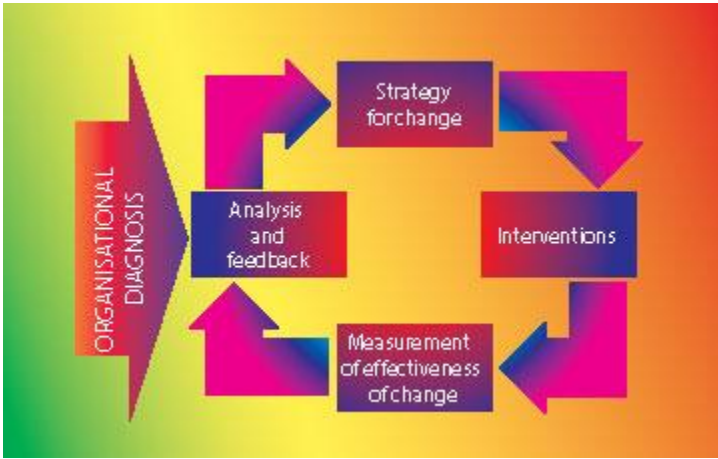 ORGANISATIONAL
DIAGNOSIS
Analysis
and
feedback
Strategy
forchange
Interventions
Measurement
of effectiveness
of change